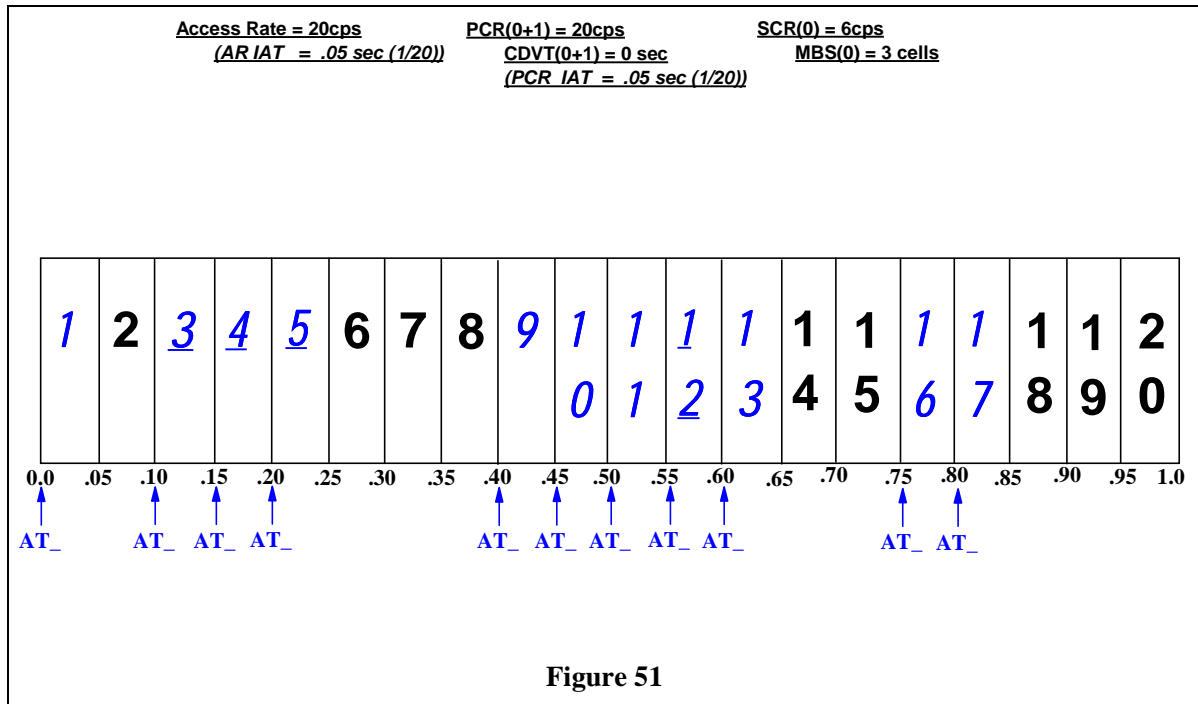 Access Rate = 20cps PCR(0+1) = 20cps SCR(0) = 6cps
(AR IAT = .05 sec (1/20)) CDVT(0+1) = 0 sec MBS(0) = 3 cells
(PCR IAT = .05 sec (1/20))
1 2 3 4 5 6 7 8 9 1 1 1 1 1 1 1 1 1 1 2
0 1 2 3 4 5 6 7 8 9 0
0.0 .05 .10 .15 .20 .25 .30 .35 .40 .45 .50 .55 .60 .65 .70 .75 .80 .85 .90 .95 1.0
AT_ AT_ AT_ AT_ AT_ AT_ AT_ AT_ AT_ AT_ AT_
Figure 51